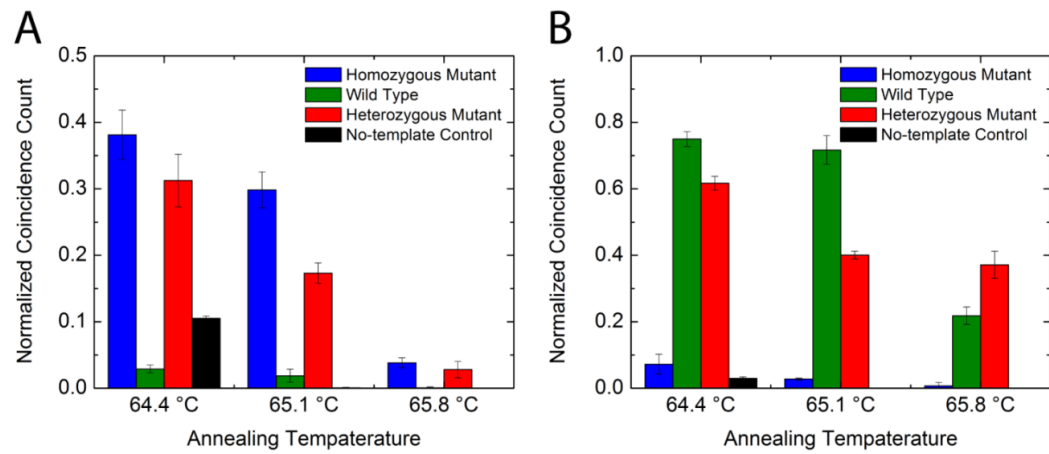 A
Normalized Coincidence Count
0.5
0.4
0.3
0.2
0.1
0.0
Homozygous Mutant
Wild Type
Heterozygous Mutant
No-template Control
64.4 °C
65.1 °C
65.8 °C
Annealing Tempaterature
B
Normalized Coincidence Count
1.0
0.8
0.6
0.4
0.2
0.0
Homozygous Mutant
Wild Type
Heterozygous Mutant
No-template Control
64.4 °C
65.1 °C
65.8 °C
Annealing Tempaterature